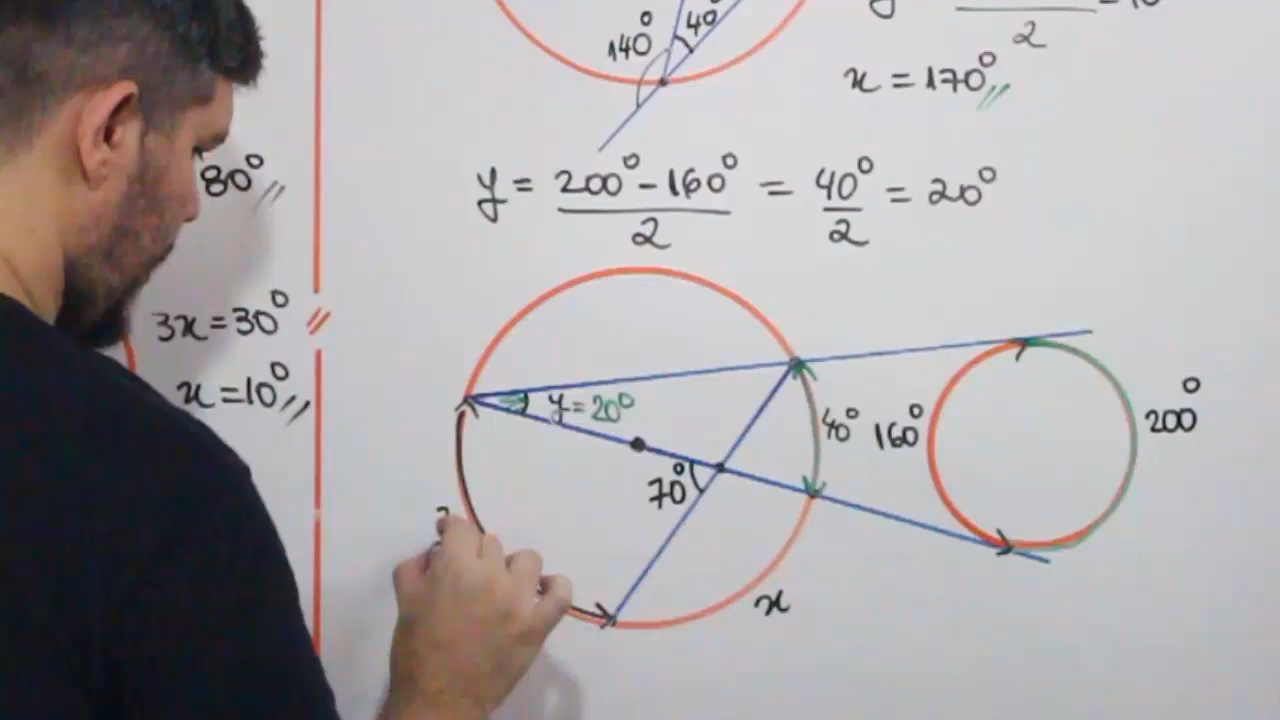 140° 40°
2
x = 170°
80°
y = 200° - 160° / 2 = 40° / 2 = 20°
3x = 30°
x = 10°
y = 20°
40° 160° 200°
70°
x